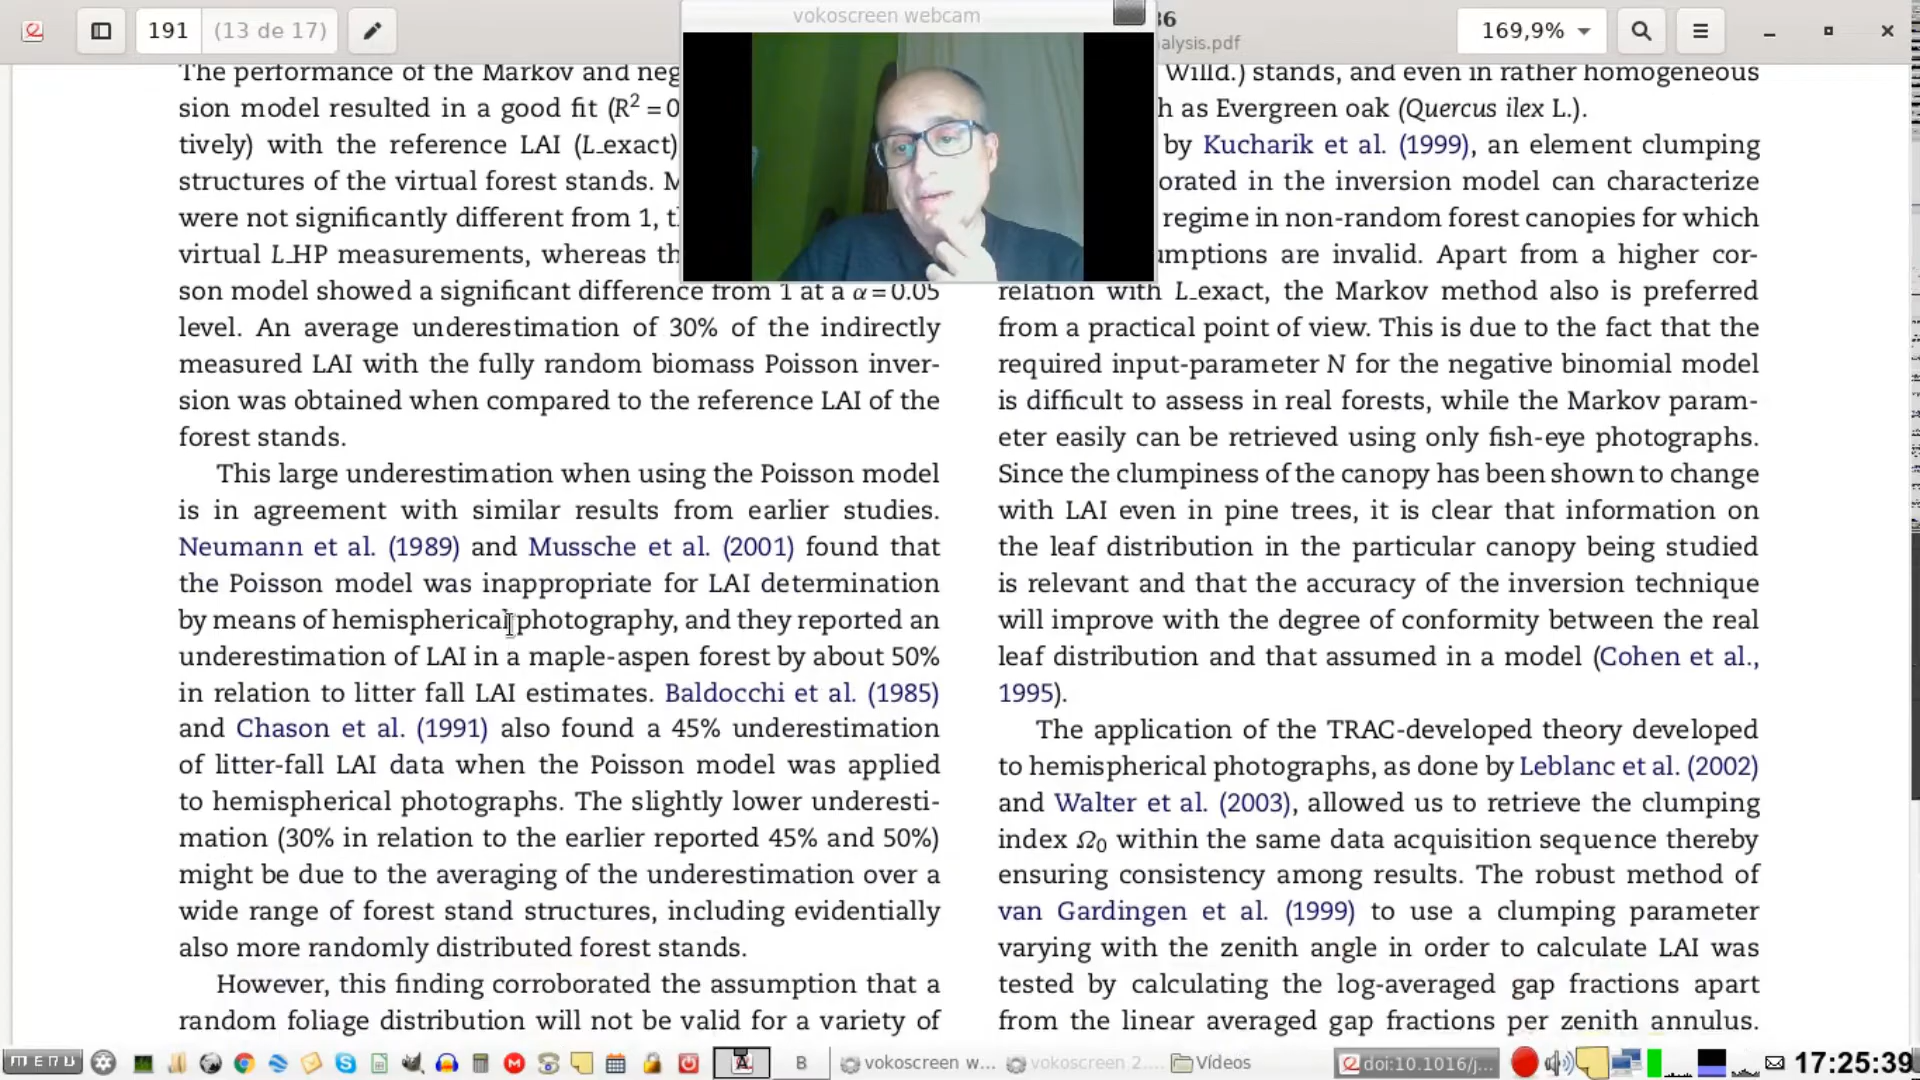 191
(13 de 17)
vokoscreen webcam
36
alysis.pdf
169,9%
The performance of the Markov and neg
sion model resulted in a good fit (R² = 0
tively) with the reference LAI (L_exact)
structures of the virtual forest stands. M
were not significantly different from 1, t
virtual L_HP measurements, whereas th
son model showed a significant difference from 1 at a α = 0.05
level. An average underestimation of 30% of the indirectly
measured LAI with the fully random biomass Poisson inver-
sion was obtained when compared to the reference LAI of the
forest stands.
This large underestimation when using the Poisson model
is in agreement with similar results from earlier studies.
Neumann et al. (1989) and Mussche et al. (2001) found that
the Poisson model was inappropriate for LAI determination
by means of hemispherical photography, and they reported an
underestimation of LAI in a maple-aspen forest by about 50%
in relation to litter fall LAI estimates. Baldocchi et al. (1985)
and Chason et al. (1991) also found a 45% underestimation
of litter-fall LAI data when the Poisson model was applied
to hemispherical photographs. The slightly lower underesti-
mation (30% in relation to the earlier reported 45% and 50%)
might be due to the averaging of the underestimation over a
wide range of forest stand structures, including evidentially
also more randomly distributed forest stands.
However, this finding corroborated the assumption that a
random foliage distribution will not be valid for a variety of
Willd.) stands, and even in rather homogeneous
h as Evergreen oak (Quercus ilex L.).
by Kucharik et al. (1999), an element clumping
orated in the inversion model can characterize
regime in non-random forest canopies for which
umptions are invalid. Apart from a higher cor-
relation with L_exact, the Markov method also is preferred
from a practical point of view. This is due to the fact that the
required input-parameter N for the negative binomial model
is difficult to assess in real forests, while the Markov param-
eter easily can be retrieved using only fish-eye photographs.
Since the clumpiness of the canopy has been shown to change
with LAI even in pine trees, it is clear that information on
the leaf distribution in the particular canopy being studied
is relevant and that the accuracy of the inversion technique
will improve with the degree of conformity between the real
leaf distribution and that assumed in a model (Cohen et al.,
1995).
The application of the TRAC-developed theory developed
to hemispherical photographs, as done by Leblanc et al. (2002)
and Walter et al. (2003), allowed us to retrieve the clumping
index Ω₀ within the same data acquisition sequence thereby
ensuring consistency among results. The robust method of
van Gardingen et al. (1999) to use a clumping parameter
varying with the zenith angle in order to calculate LAI was
tested by calculating the log-averaged gap fractions apart
from the linear averaged gap fractions per zenith annulus.
menu
B
vokoscreen w...
vokoscreen 2....
Vídeos
doi:10.1016/j...
17:25:39